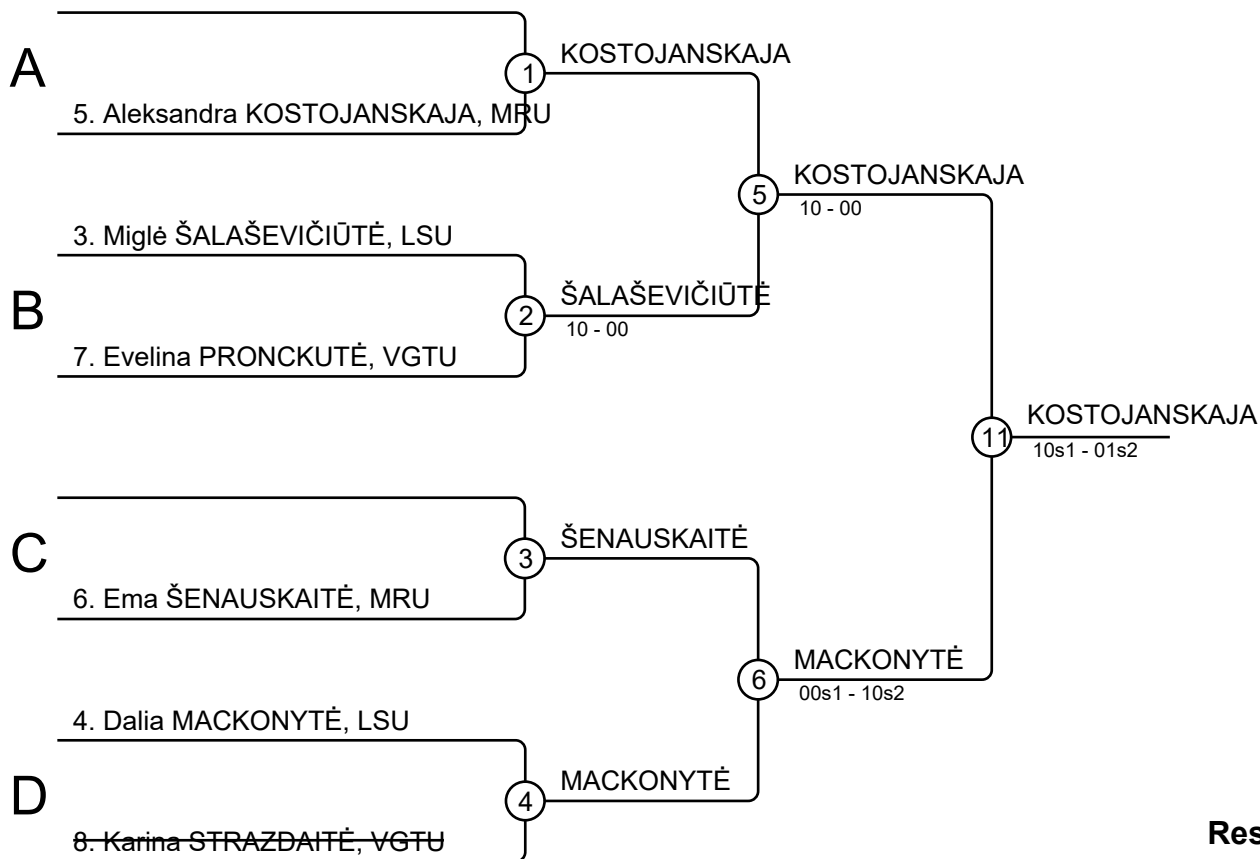 A
KOSTOJANSKAJA
1
5. Aleksandra KOSTOJANSKAJA, MRU
KOSTOJANSKAJA
5
10 - 00
3. Miglė ŠALAŠEVIČIŪTĖ, LSU
B
ŠALAŠEVIČIŪTĖ
2
10 - 00
7. Evelina PRONCKUTĖ, VGTU
KOSTOJANSKAJA
11
10s1 - 01s2
C
ŠENAUSKAITĖ
3
6. Ema ŠENAUSKAITĖ, MRU
MACKONYTĖ
6
00s1 - 10s2
4. Dalia MACKONYTĖ, LSU
D
MACKONYTĖ
4
8. Karina STRAZDAITĖ, VGTU
Res